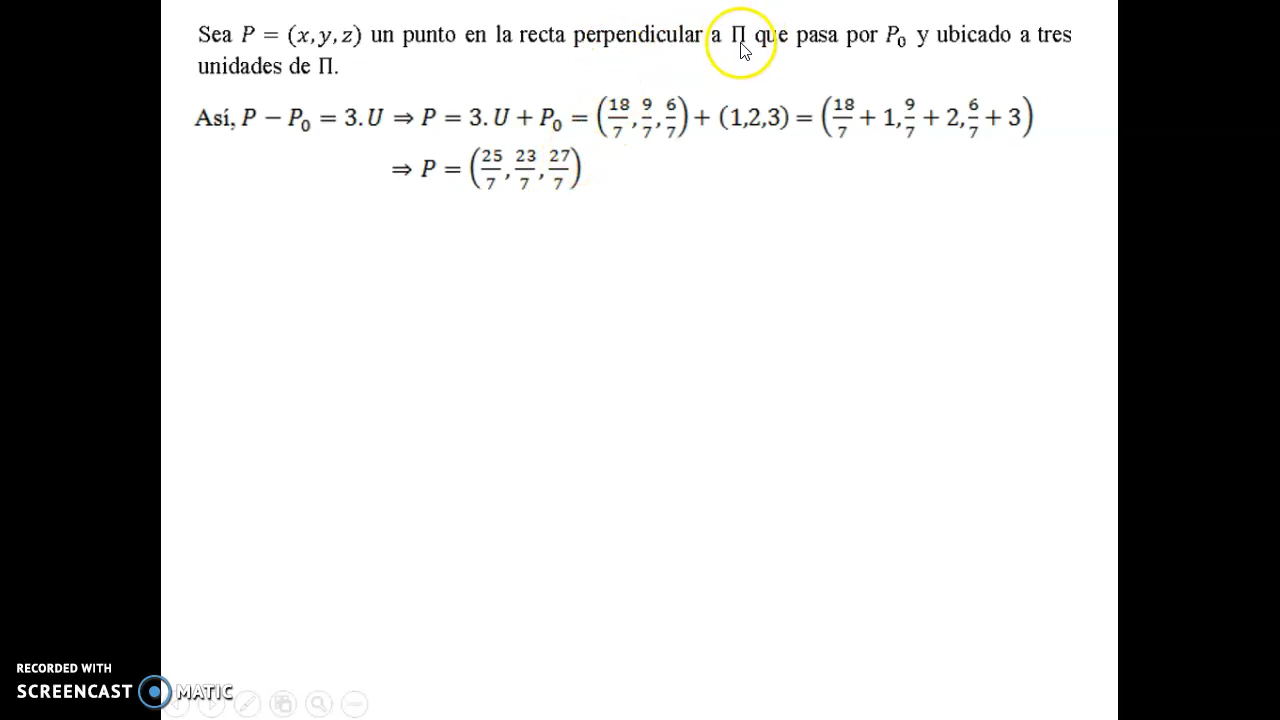 Sea P = (x, y, z) un punto en la recta perpendicular a Π que pasa por P₀ y ubicado a tres
unidades de Π.
Así, P − P₀ = 3. U ⇒ P = 3. U + P₀ = (18/7, 9/7, 6/7) + (1,2,3) = (18/7 + 1, 9/7 + 2, 6/7 + 3)
⇒ P = (25/7, 23/7, 27/7)
RECORDED WITH
SCREENCAST MATIC